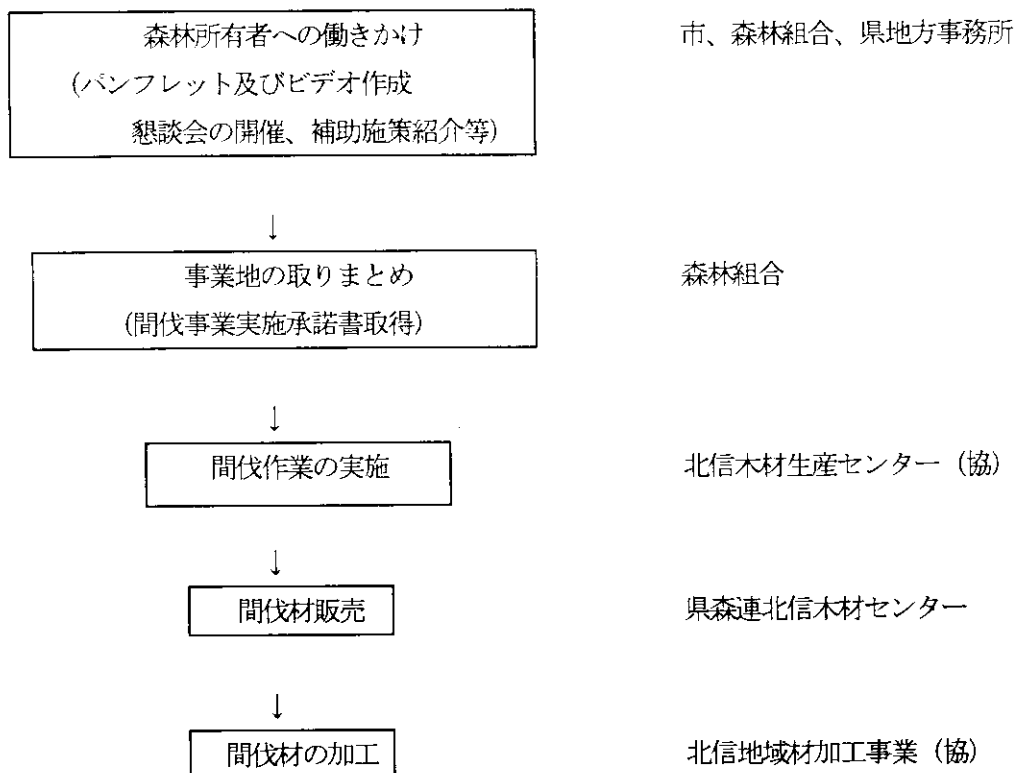 森林所有者への働きかけ 市、森林組合、県地方事務所
(パンフレット及びビデオ作成
懇談会の開催、補助施策紹介等)
↓
事業地の取りまとめ 森林組合
(間伐事業実施承諾書取得)
↓
間伐作業の実施 北信木材生産センター（協）
↓
間伐材販売 県森連北信木材センター
↓
間伐材の加工 北信地域材加工事業（協）